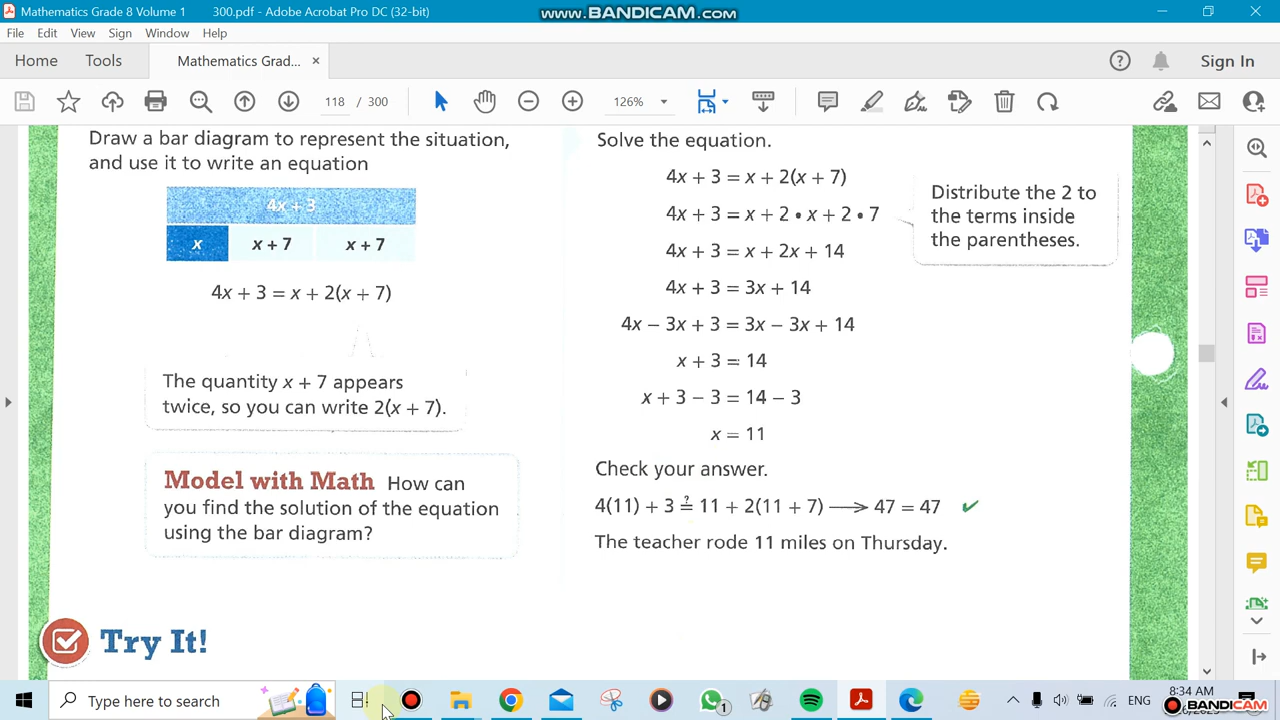 Mathematics Grade 8 Volume 1 300.pdf - Adobe Acrobat Pro DC (32-bit)
www.BANDICAM.com
File Edit View Sign Window Help
Home Tools Mathematics Grad... × Sign In
118 / 300 126%
Draw a bar diagram to represent the situation,
and use it to write an equation
4x + 3
x x + 7 x + 7
4x + 3 = x + 2(x + 7)
The quantity x + 7 appears
twice, so you can write 2(x + 7).
Model with Math How can
you find the solution of the equation
using the bar diagram?
Solve the equation.
4x + 3 = x + 2(x + 7)
4x + 3 = x + 2 • x + 2 • 7
4x + 3 = x + 2x + 14
4x + 3 = 3x + 14
4x − 3x + 3 = 3x − 3x + 14
x + 3 = 14
x + 3 − 3 = 14 − 3
x = 11
Distribute the 2 to
the terms inside
the parentheses.
Check your answer.
4(11) + 3 ≟ 11 + 2(11 + 7) ⟶ 47 = 47 ✔
The teacher rode 11 miles on Thursday.
Try It!
Type here to search
1
ENG
8:34 AM
BANDICAM